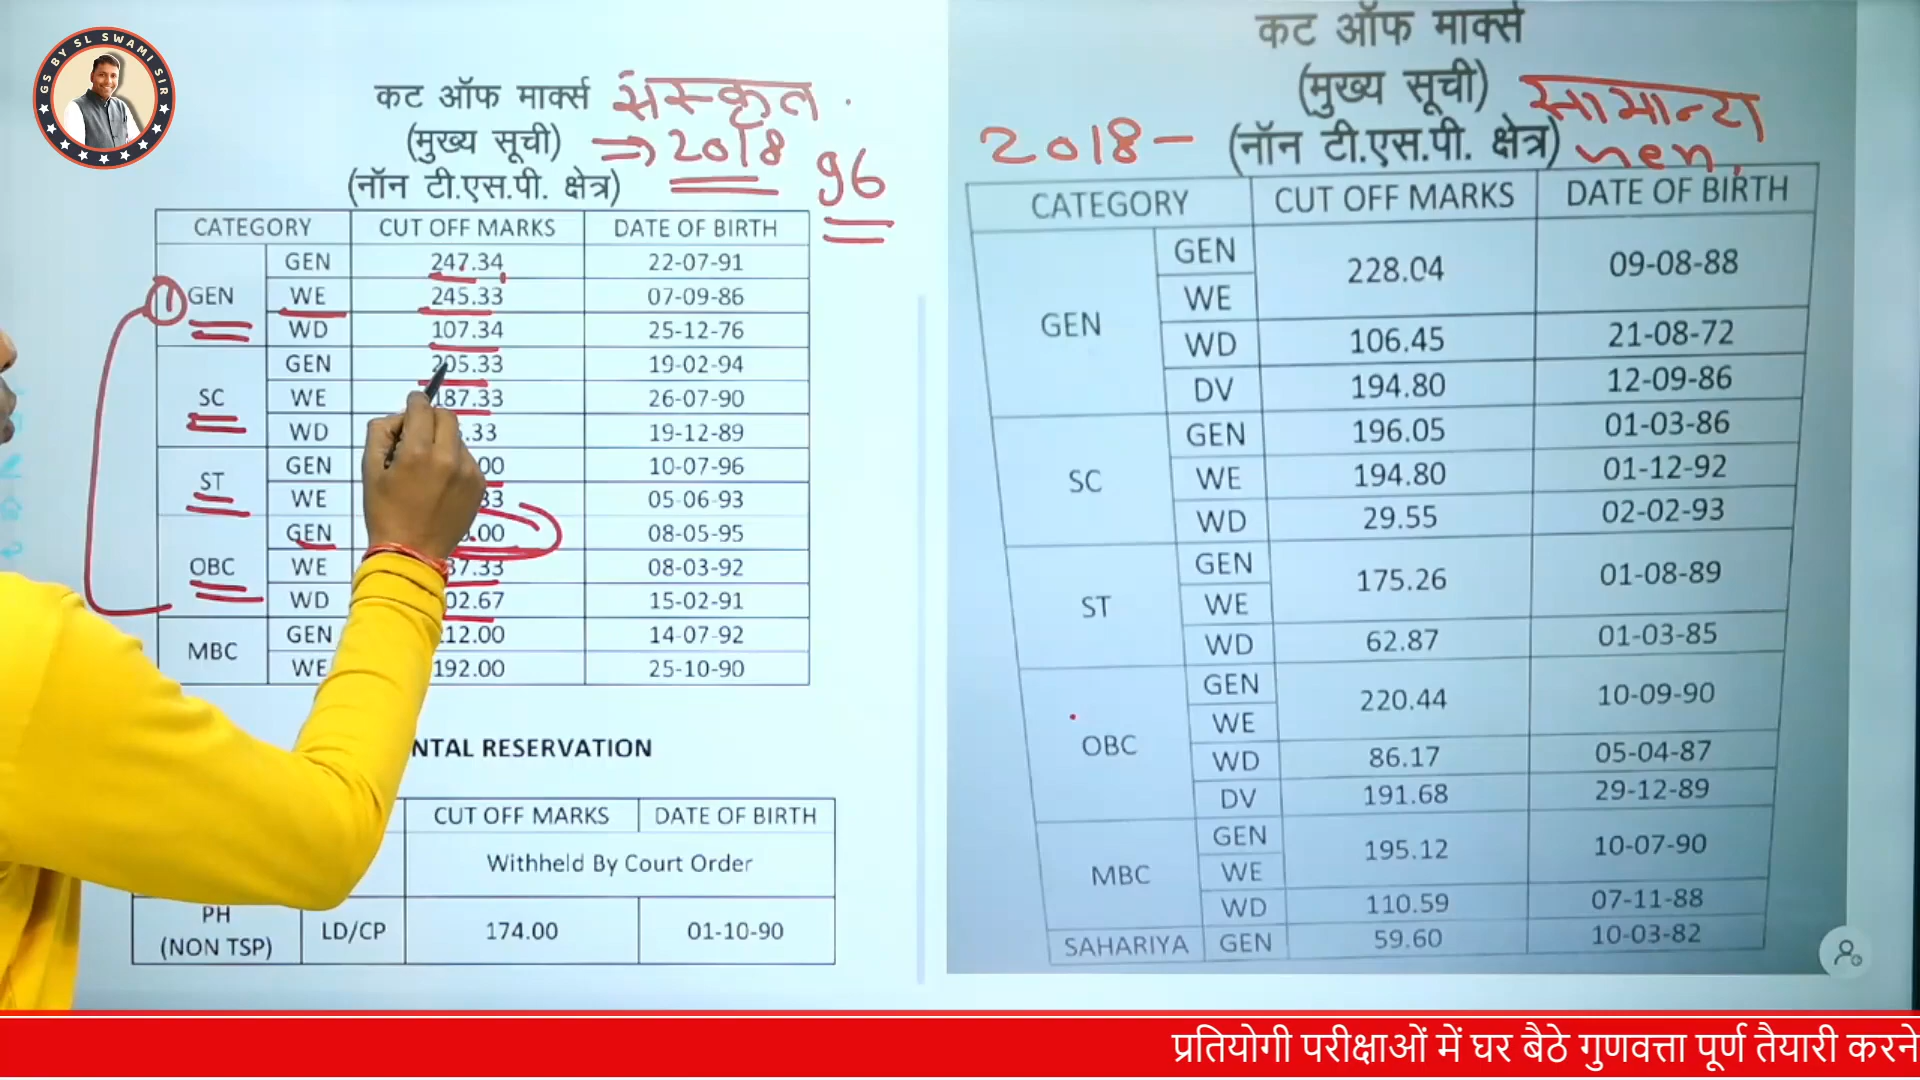 GS BY SL SWAMI SIR
कट ऑफ मार्क्स संस्कृत
(मुख्य सूची) ⇒ 2018
(नॉन टी.एस.पी. क्षेत्र) 96
CATEGORY CUT OFF MARKS DATE OF BIRTH
1 GEN GEN 247.34 22-07-91
WE 245.33 07-09-86
WD 107.34 25-12-76
SC GEN 205.33 19-02-94
WE 187.33 26-07-90
WD .33 19-12-89
ST GEN 00 10-07-96
WE 33 05-06-93
OBC GEN .00 08-05-95
WE 37.33 08-03-92
WD 02.67 15-02-91
MBC GEN 12.00 14-07-92
WE 192.00 25-10-90
NTAL RESERVATION
CUT OFF MARKS DATE OF BIRTH
Withheld By Court Order
PH (NON TSP) LD/CP 174.00 01-10-90
कट ऑफ मार्क्स
(मुख्य सूची) सामान्य
2018- (नॉन टी.एस.पी. क्षेत्र)
CATEGORY CUT OFF MARKS DATE OF BIRTH
GEN GEN 228.04 09-08-88
WE
WD 106.45 21-08-72
DV 194.80 12-09-86
SC GEN 196.05 01-03-86
WE 194.80 01-12-92
WD 29.55 02-02-93
ST GEN 175.26 01-08-89
WE
WD 62.87 01-03-85
OBC GEN 220.44 10-09-90
WE
WD 86.17 05-04-87
DV 191.68 29-12-89
MBC GEN 195.12 10-07-90
WE
WD 110.59 07-11-88
SAHARIYA GEN 59.60 10-03-82
प्रतियोगी परीक्षाओं में घर बैठे गुणवत्ता पूर्ण तैयारी करने